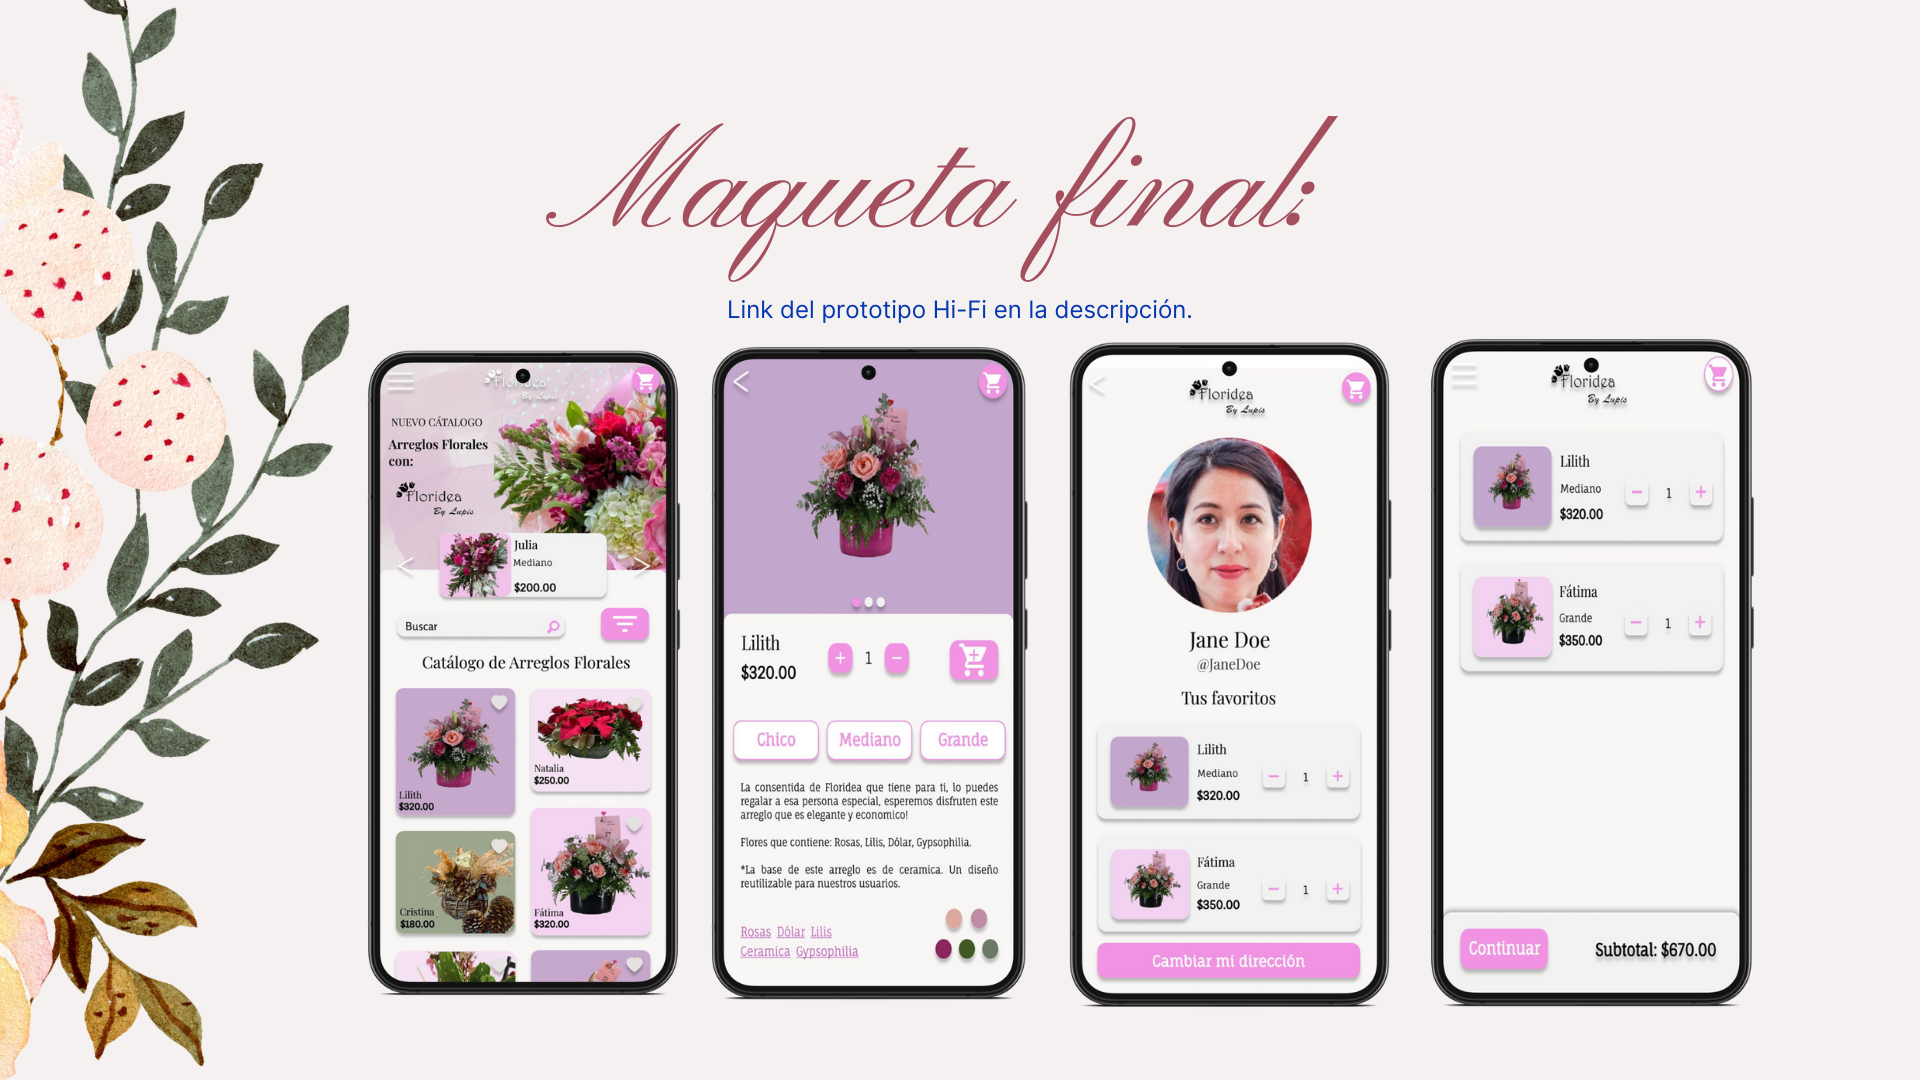 Maqueta final:
Link del prototipo Hi-Fi en la descripción.
Floridea
By Lupis
NUEVO CÁTALOGO
Arreglos Florales
con:
Floridea
By Lupis
Julia
Mediano
$200.00
Buscar
Catálogo de Arreglos Florales
Lilith
$320.00
Natalia
$250.00
Cristina
$180.00
Fátima
$320.00
Lilith
$320.00
+ 1 −
Chico Mediano Grande
La consentida de Floridea que tiene para ti, lo puedes
regalar a esa persona especial, esperemos disfruten este
arreglo que es elegante y economico!
Flores que contiene: Rosas, Lilis, Dólar, Gypsophilia.
*La base de este arreglo es de ceramica. Un diseño
reutilizable para nuestros usuarios.
Rosas Dólar Lilis
Ceramica Gypsophilia
Floridea
By Lupis
Jane Doe
@JaneDoe
Tus favoritos
Lilith
Mediano
$320.00
− 1 +
Fátima
Grande
$350.00
− 1 +
Cambiar mi dirección
Floridea
By Lupis
Lilith
Mediano
$320.00
− 1 +
Fátima
Grande
$350.00
− 1 +
Continuar
Subtotal: $670.00